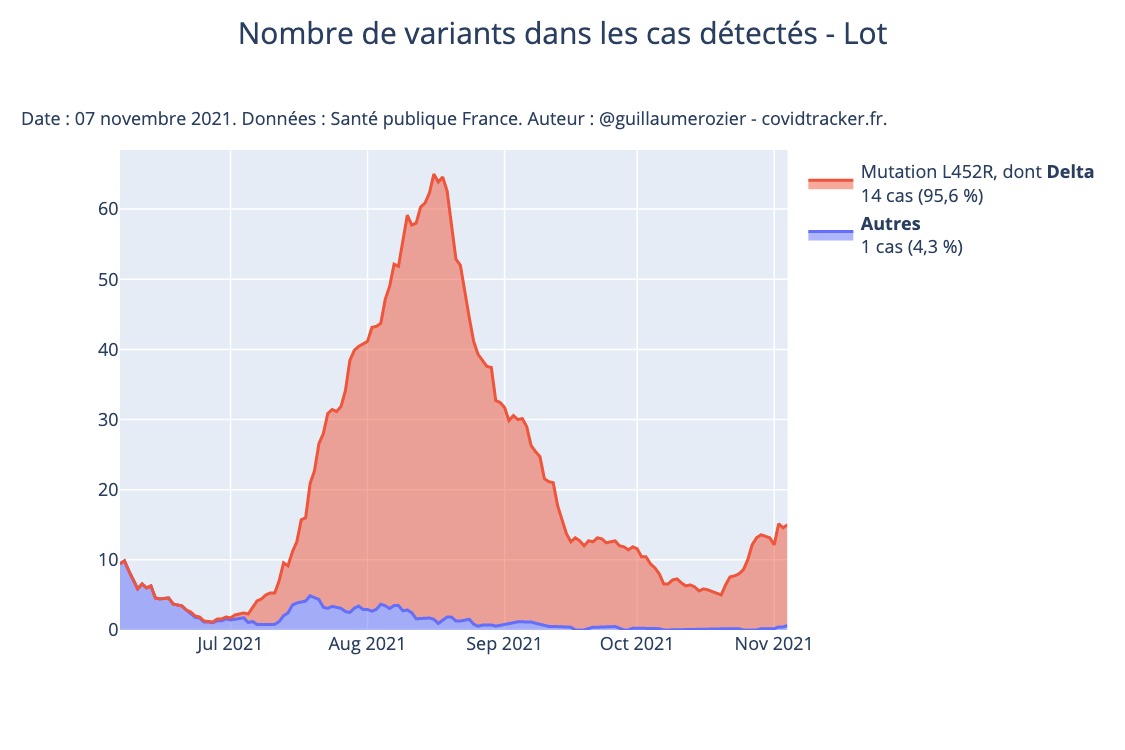 Nombre de variants dans les cas détectés - Lot
Date : 07 novembre 2021. Données : Santé publique France. Auteur : @guillaumerozier - covidtracker.fr.
Mutation L452R, dont Delta
14 cas (95,6 %)
Autres
1 cas (4,3 %)
60
50
40
30
20
10
0
Jul 2021
Aug 2021
Sep 2021
Oct 2021
Nov 2021